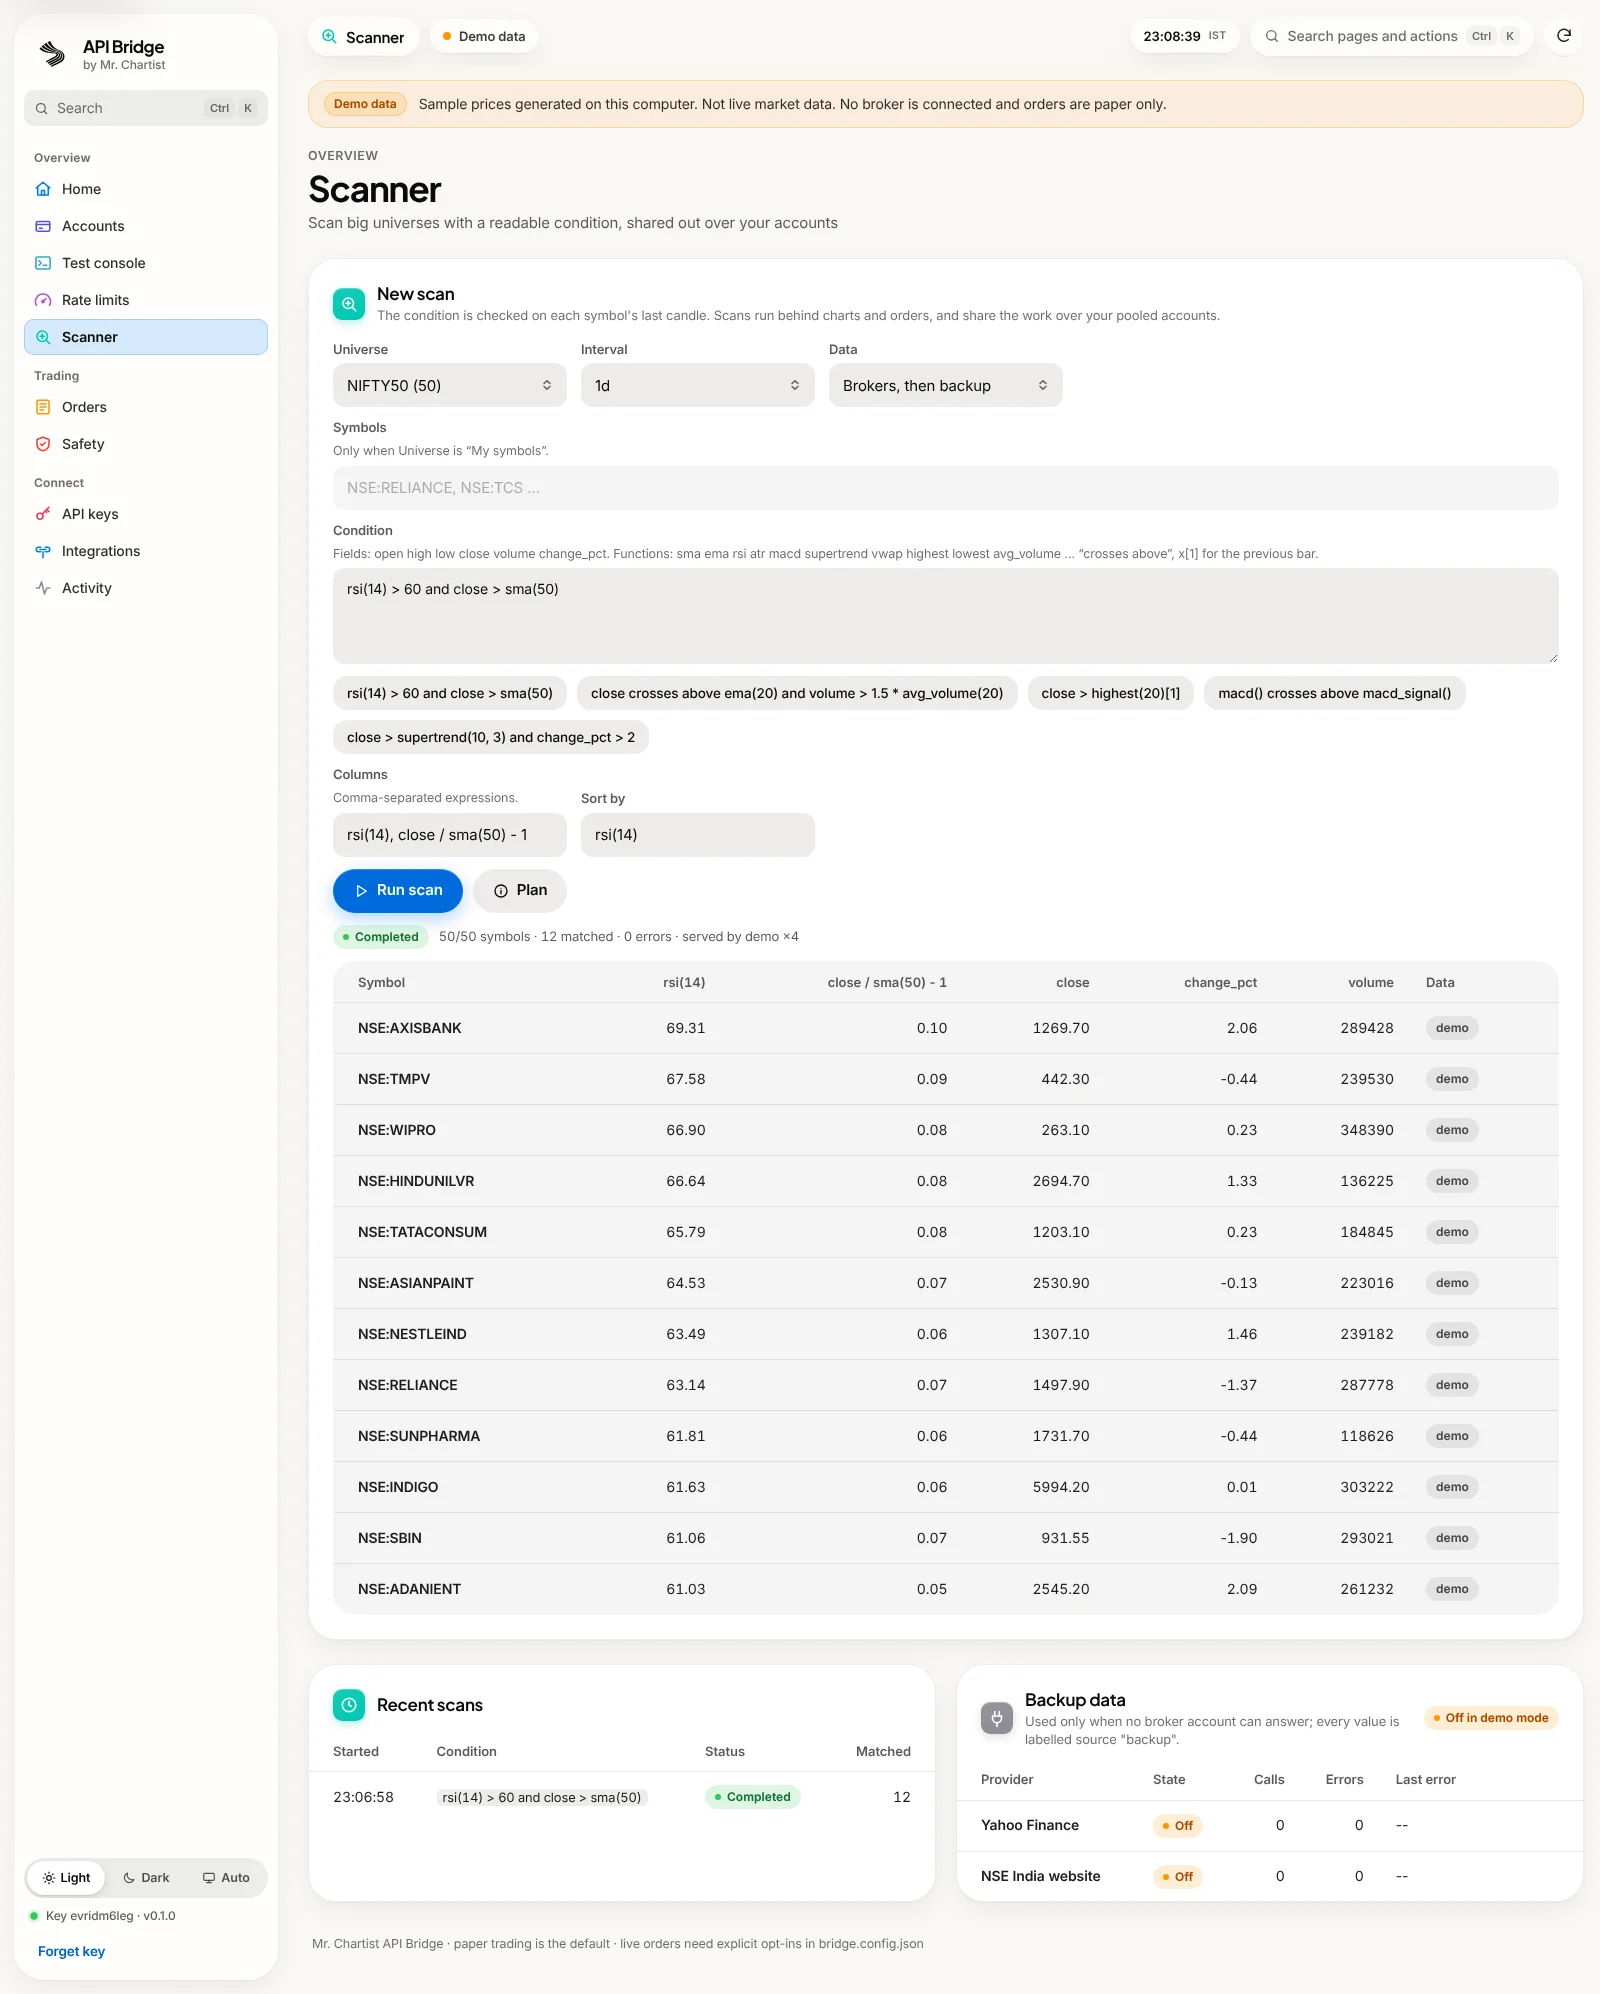 API Bridge
by Mr. Chartist
Search Ctrl K
Overview
Home
Accounts
Test console
Rate limits
Scanner
Trading
Orders
Safety
Connect
API keys
Integrations
Activity
Light Dark Auto
Key evridm6leg · v0.1.0
Forget key
Scanner Demo data 23:08:39 IST Search pages and actions Ctrl K
Demo data Sample prices generated on this computer. Not live market data. No broker is connected and orders are paper only.
OVERVIEW
Scanner
Scan big universes with a readable condition, shared out over your accounts
New scan
The condition is checked on each symbol's last candle. Scans run behind charts and orders, and share the work over your pooled accounts.
Universe Interval Data
NIFTY50 (50) 1d Brokers, then backup
Symbols
Only when Universe is “My symbols”.
NSE:RELIANCE, NSE:TCS ...
Condition
Fields: open high low close volume change_pct. Functions: sma ema rsi atr macd supertrend vwap highest lowest avg_volume ... “crosses above”, x[1] for the previous bar.
rsi(14) > 60 and close > sma(50)
rsi(14) > 60 and close > sma(50) close crosses above ema(20) and volume > 1.5 * avg_volume(20) close > highest(20)[1] macd() crosses above macd_signal()
close > supertrend(10, 3) and change_pct > 2
Columns
Comma-separated expressions. Sort by
rsi(14), close / sma(50) - 1 rsi(14)
Run scan Plan
Completed 50/50 symbols · 12 matched · 0 errors · served by demo ×4
Symbol rsi(14) close / sma(50) - 1 close change_pct volume Data
NSE:AXISBANK 69.31 0.10 1269.70 2.06 289428 demo
NSE:TMPV 67.58 0.09 442.30 -0.44 239530 demo
NSE:WIPRO 66.90 0.08 263.10 0.23 348390 demo
NSE:HINDUNILVR 66.64 0.08 2694.70 1.33 136225 demo
NSE:TATACONSUM 65.79 0.08 1203.10 0.23 184845 demo
NSE:ASIANPAINT 64.53 0.07 2530.90 -0.13 223016 demo
NSE:NESTLEIND 63.49 0.06 1307.10 1.46 239182 demo
NSE:RELIANCE 63.14 0.07 1497.90 -1.37 287778 demo
NSE:SUNPHARMA 61.81 0.06 1731.70 -0.44 118626 demo
NSE:INDIGO 61.63 0.06 5994.20 0.01 303222 demo
NSE:SBIN 61.06 0.07 931.55 -1.90 293021 demo
NSE:ADANIENT 61.03 0.05 2545.20 2.09 261232 demo
Recent scans
Started Condition Status Matched
23:06:58 rsi(14) > 60 and close > sma(50) Completed 12
Backup data
Used only when no broker account can answer; every value is
labelled source "backup".
Off in demo mode
Provider State Calls Errors Last error
Yahoo Finance Off 0 0 --
NSE India website Off 0 0 --
Mr. Chartist API Bridge · paper trading is the default · live orders need explicit opt-ins in bridge.config.json